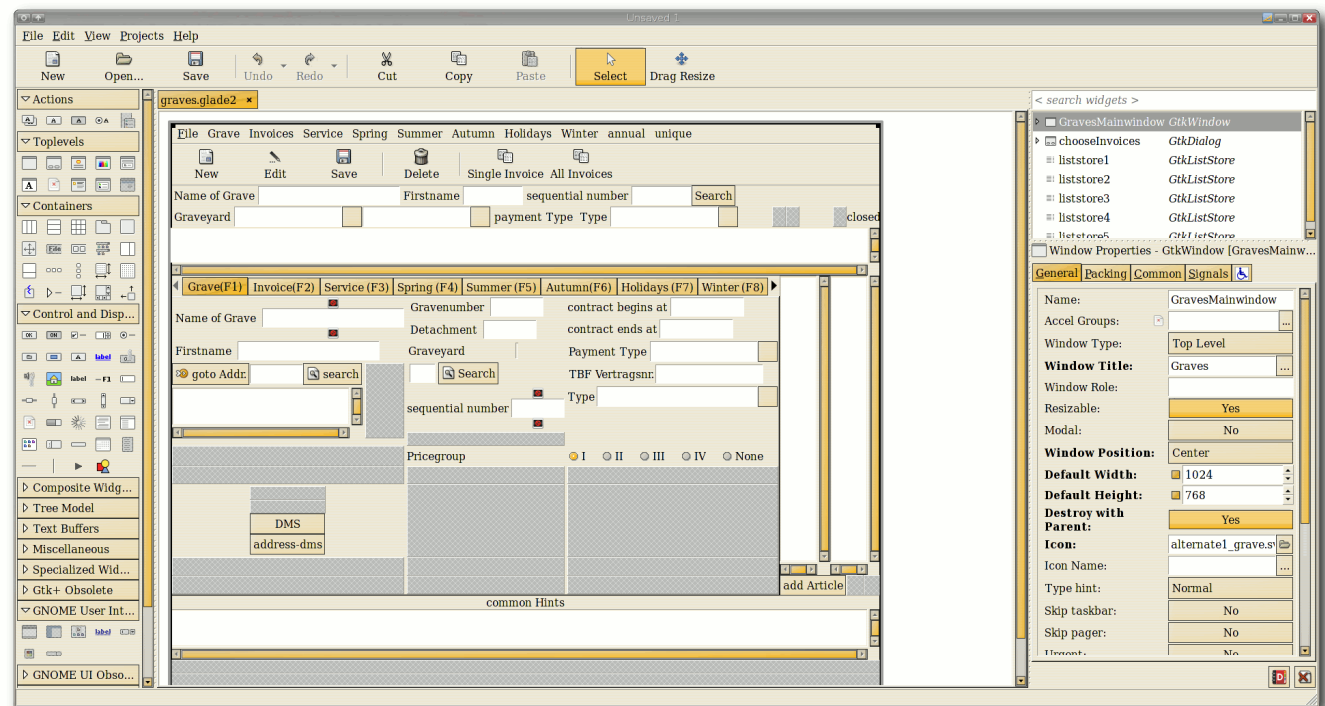 Unsaved 1
File Edit View Projects Help
New Open... Save Undo Redo Cut Copy Paste Select Drag Resize
Actions
Toplevels
Containers
Control and Disp...
OK ON
label
label F1
Composite Widg...
Tree Model
Text Buffers
Miscellaneous
Specialized Wid...
Gtk+ Obsolete
GNOME User Int...
label
GNOME UI Obso...
graves.glade2
File Grave Invoices Service Spring Summer Autumn Holidays Winter annual unique
New Edit Save Delete Single Invoice All Invoices
Name of Grave Firstname sequential number Search
Graveyard payment Type Type closed
Grave(F1) Invoice(F2) Service (F3) Spring (F4) Summer (F5) Autumn(F6) Holidays (F7) Winter (F8)
Name of Grave Gravenumber contract begins at
Detachment contract ends at
Firstname Graveyard Payment Type
goto Addr. search Search TBF Vertragsnr.
sequential number Type
Pricegroup I II III IV None
DMS
address-dms
add Article
common Hints
< search widgets >
GravesMainwindow GtkWindow
chooseInvoices GtkDialog
liststore1 GtkListStore
liststore2 GtkListStore
liststore3 GtkListStore
liststore4 GtkListStore
liststore5 GtkListStore
Window Properties - GtkWindow [GravesMainw...
General Packing Common Signals
Name: GravesMainwindow
Accel Groups: ...
Window Type: Top Level
Window Title: Graves ...
Window Role:
Resizable: Yes
Modal: No
Window Position: Center
Default Width: 1024
Default Height: 768
Destroy with
Parent: Yes
Icon: alternate1_grave.sv
Icon Name: ...
Type hint: Normal
Skip taskbar: No
Skip pager: No
Urgent: No